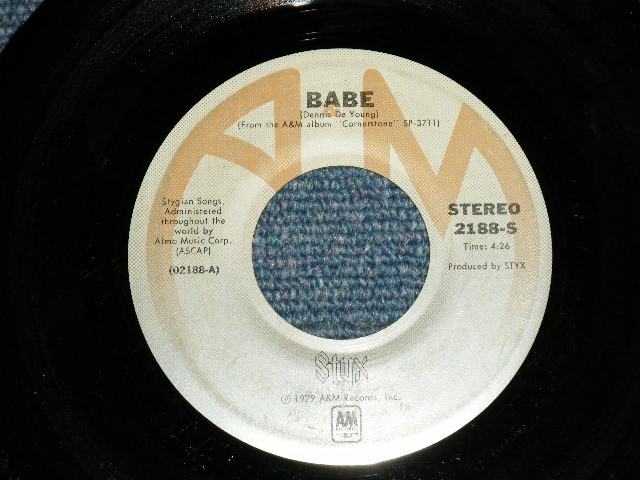 BABE
(Dennis De Young)
(From the A&M album "Cornerstone" SP-3711)
Stygian Songs,
Administered
throughout the
world by
Almo Music Corp.
(ASCAP)
(02188-A)
STEREO
2188-S
Time: 4:26
Produced by STYX
Styx
℗ 1979 A&M Records, Inc.
AM